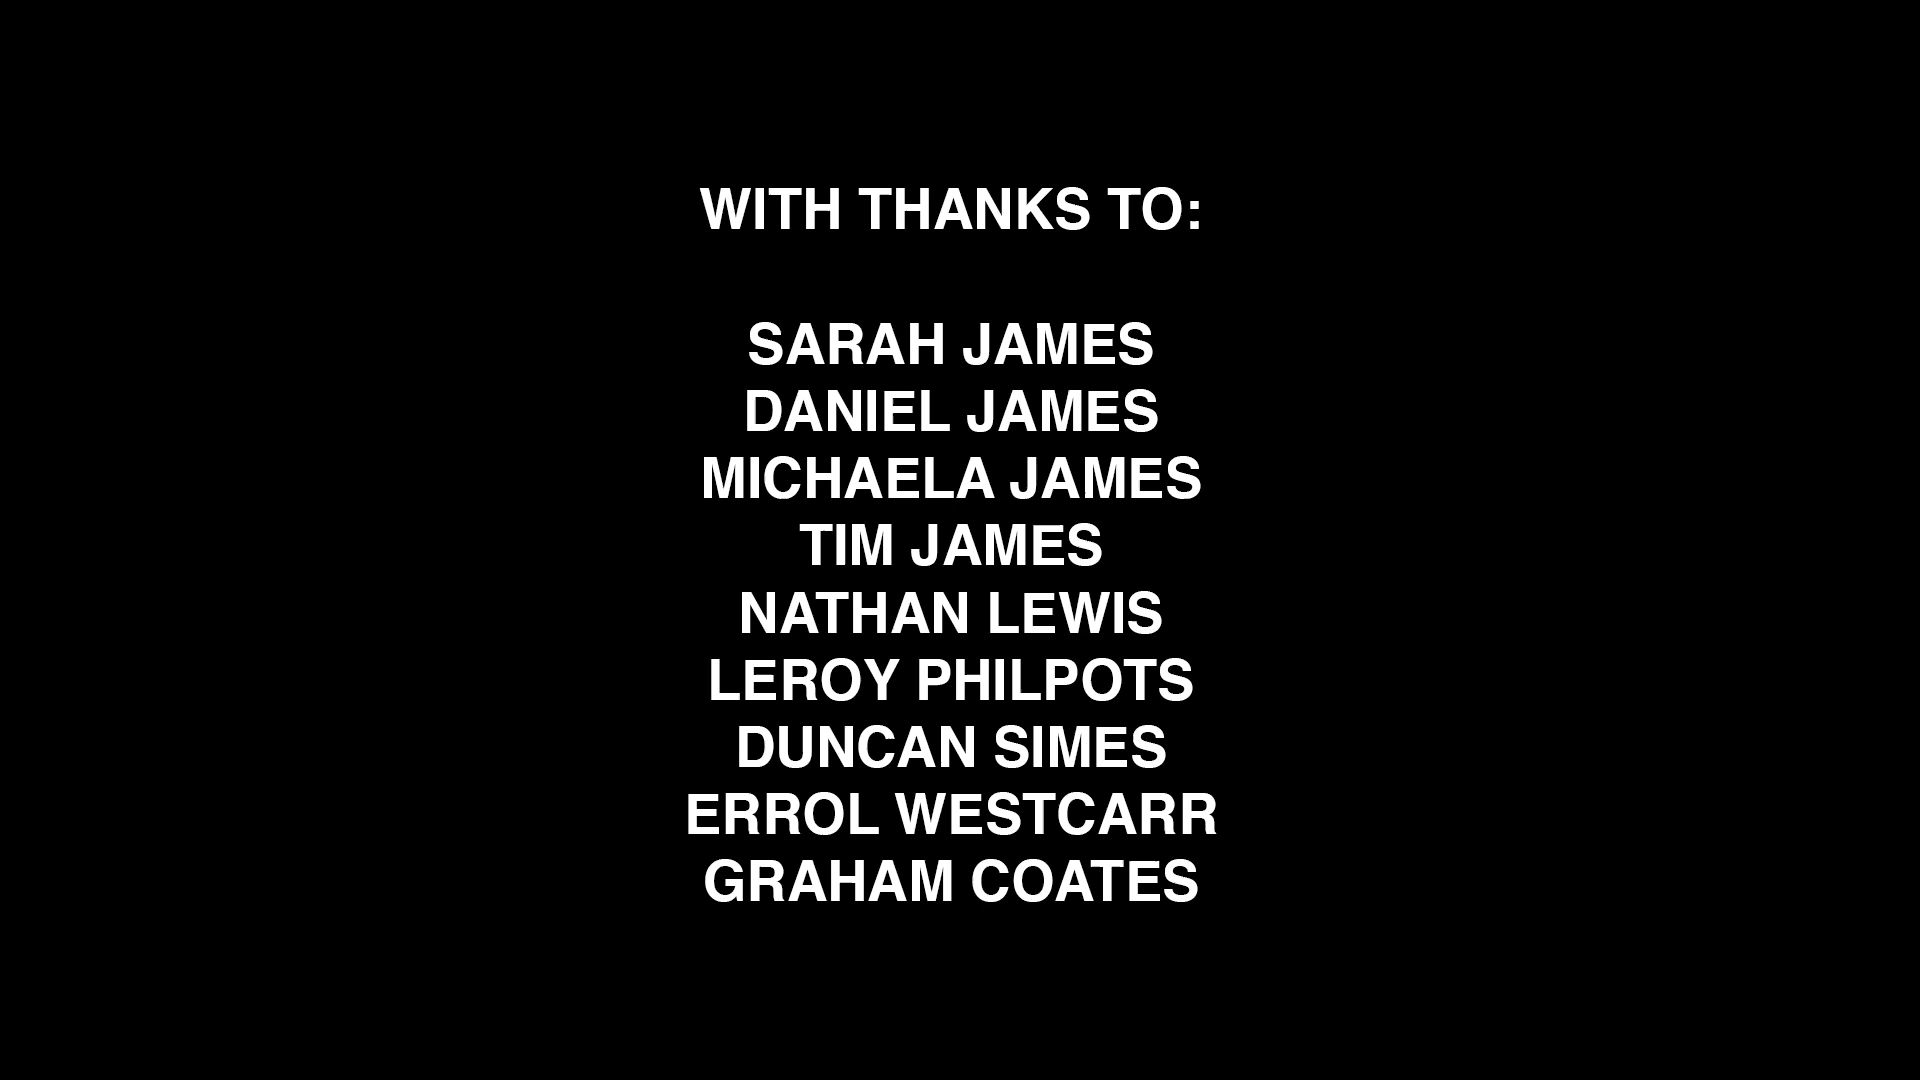 WITH THANKS TO:
SARAH JAMES
DANIEL JAMES
MICHAELA JAMES
TIM JAMES
NATHAN LEWIS
LEROY PHILPOTS
DUNCAN SIMES
ERROL WESTCARR
GRAHAM COATES